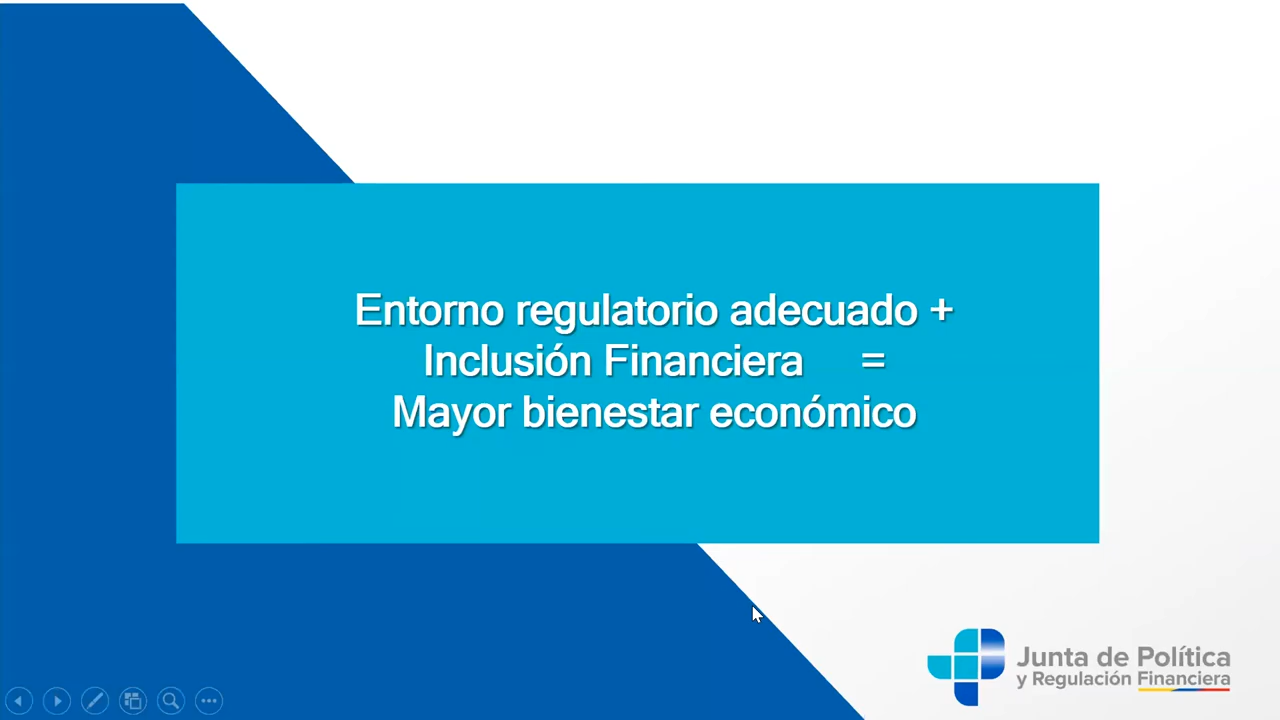 Entorno regulatorio adecuado +
Inclusión Financiera =
Mayor bienestar económico
Junta de Política
y Regulación Financiera